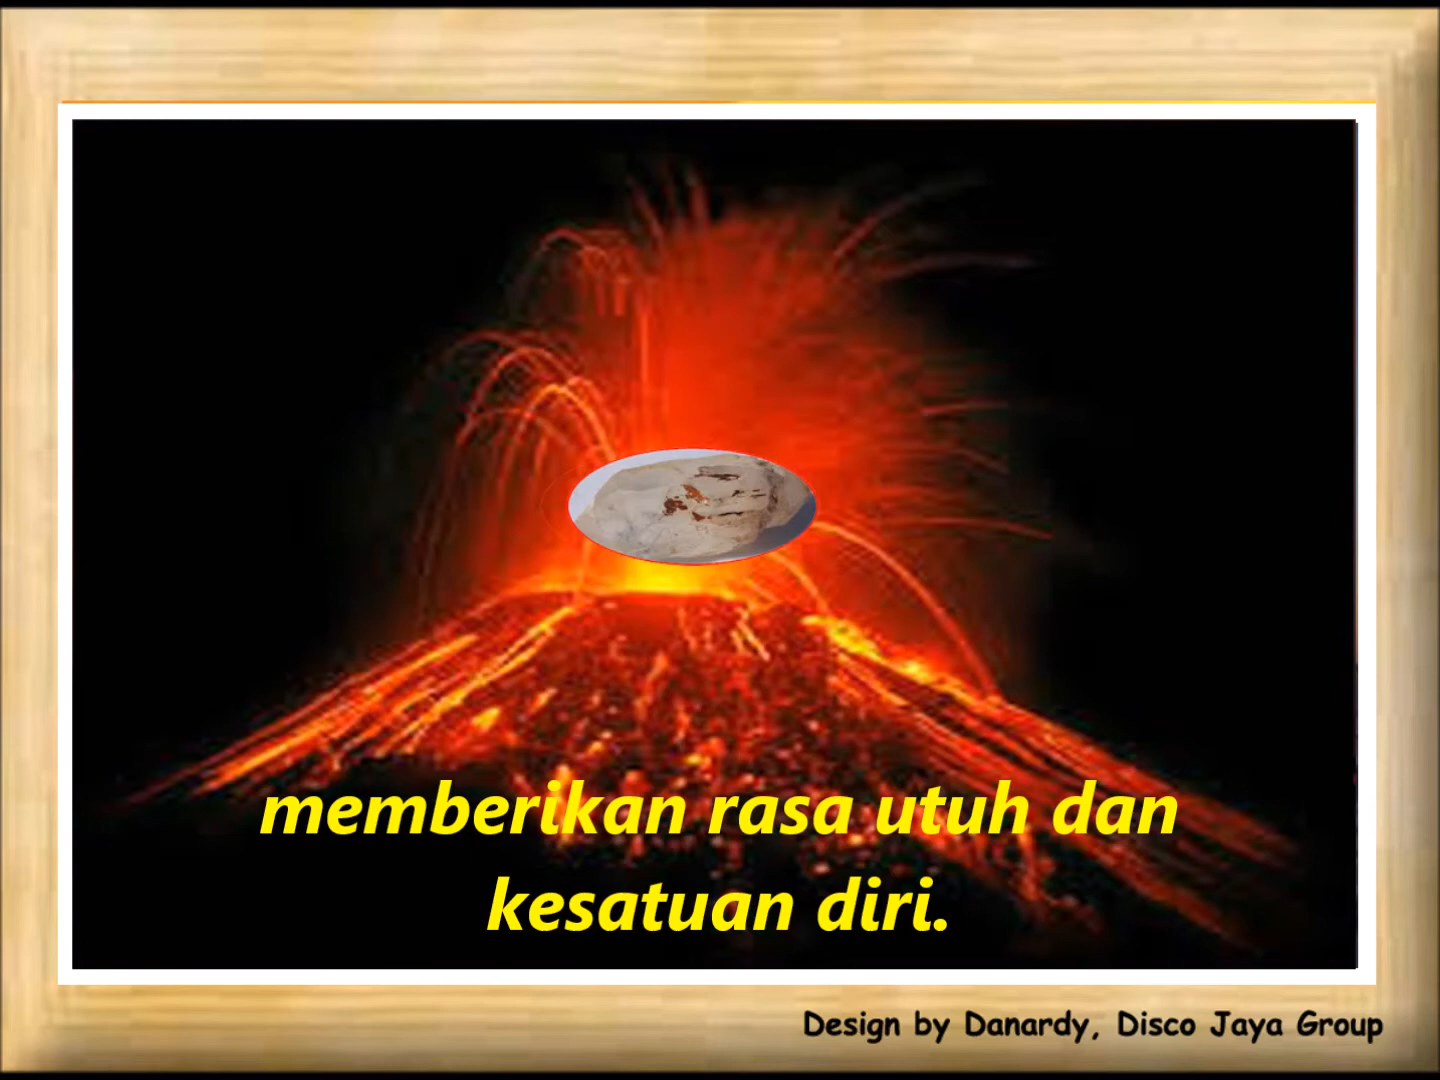 memberikan rasa utuh dan
kesatuan diri.
Design by Danardy, Disco Jaya Group